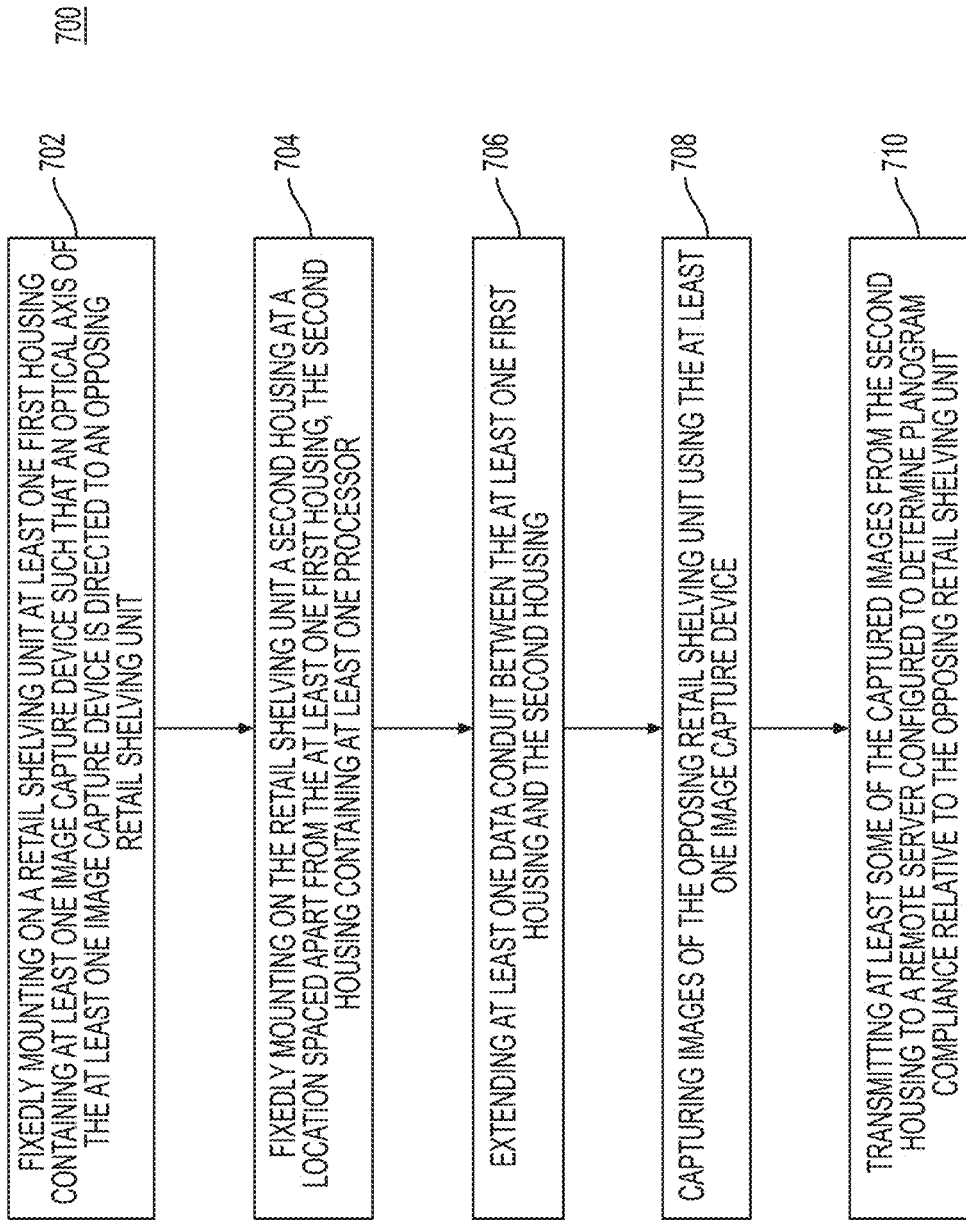 700
702
FIXEDLY MOUNTING ON A RETAIL SHELVING UNIT AT LEAST ONE FIRST HOUSING
CONTAINING AT LEAST ONE IMAGE CAPTURE DEVICE SUCH THAT AN OPTICAL AXIS OF
THE AT LEAST ONE IMAGE CAPTURE DEVICE IS DIRECTED TO AN OPPOSING
RETAIL SHELVING UNIT
704
FIXEDLY MOUNTING ON THE RETAIL SHELVING UNIT A SECOND HOUSING AT A
LOCATION SPACED APART FROM THE AT LEAST ONE FIRST HOUSING, THE SECOND
HOUSING CONTAINING AT LEAST ONE PROCESSOR
706
EXTENDING AT LEAST ONE DATA CONDUIT BETWEEN THE AT LEAST ONE FIRST
HOUSING AND THE SECOND HOUSING
708
CAPTURING IMAGES OF THE OPPOSING RETAIL SHELVING UNIT USING THE AT LEAST
ONE IMAGE CAPTURE DEVICE
710
TRANSMITTING AT LEAST SOME OF THE CAPTURED IMAGES FROM THE SECOND
HOUSING TO A REMOTE SERVER CONFIGURED TO DETERMINE PLANOGRAM
COMPLIANCE RELATIVE TO THE OPPOSING RETAIL SHELVING UNIT